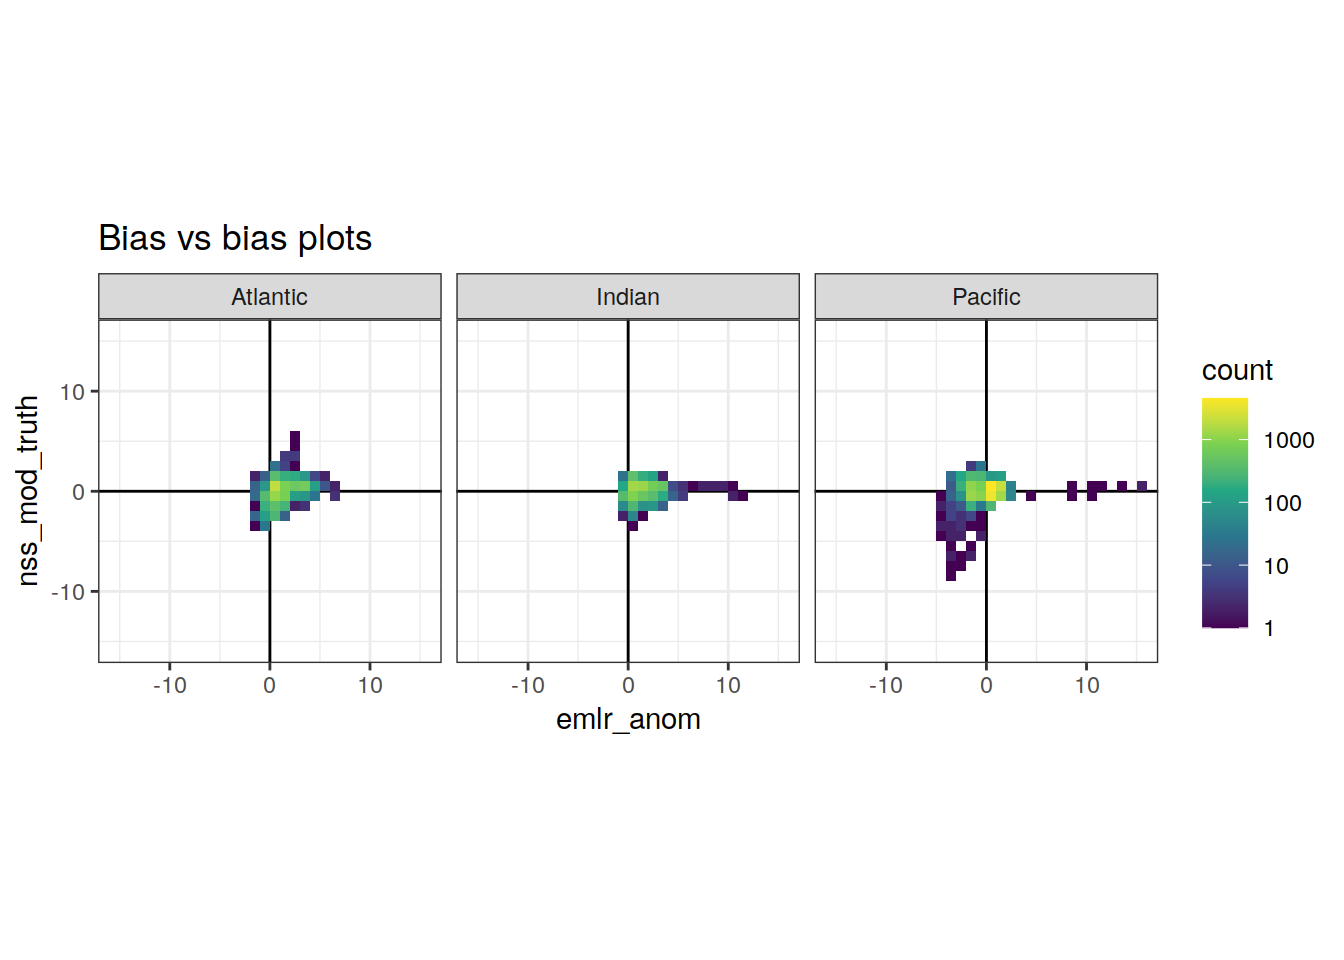 Bias vs bias plots
Atlantic Indian Pacific
nss_mod_truth
10
0
-10
-10 0 10 -10 0 10 -10 0 10
emlr_anom
count
1000
100
10
1